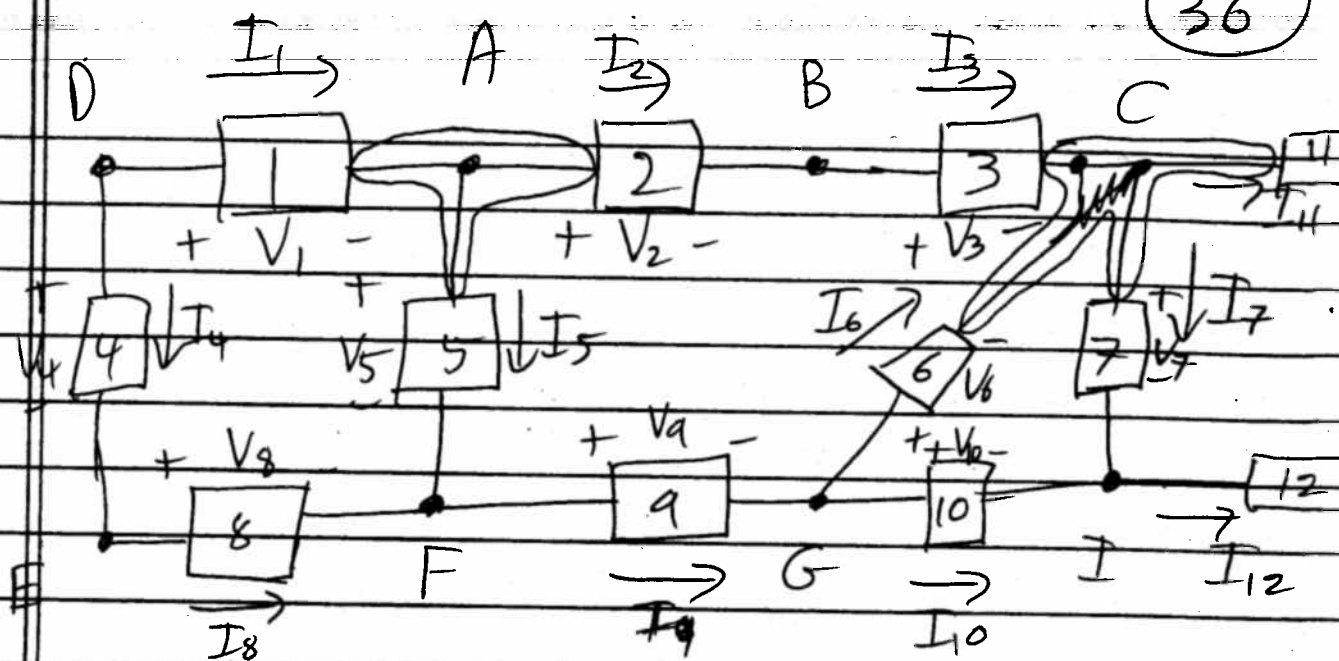 36
D I₁ A I₂ B I₃ C
1 2 3 11
+ V₁ - + V₂ - + V₃ - I₁₁
+ + I₆ + I₇
V₄ 4 I₄ V₅ 5 I₅ 6 - V₆ 7 V₇ -
- - +
+ V₈ + V₉ - + V₁₀ -
8 9 10 12
E F G I I₁₂
I₈ I₉ I₁₀